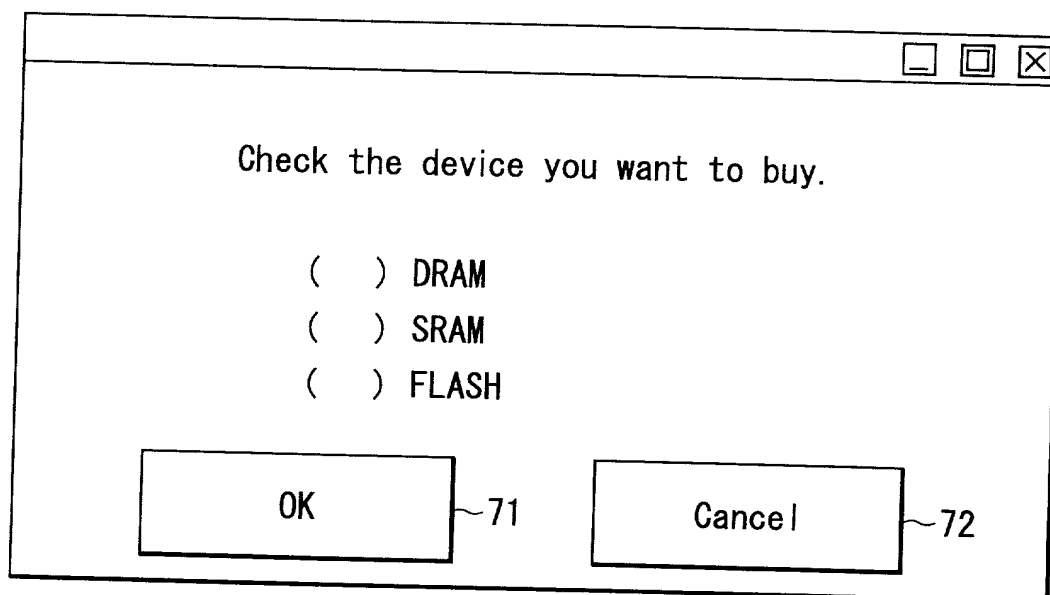 Check the device you want to buy.
( ) DRAM
( ) SRAM
( ) FLASH
OK 71 Cancel 72